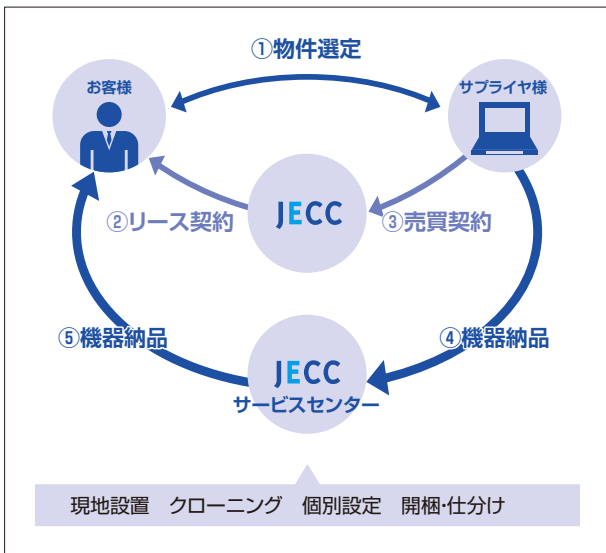 ①物件選定
お客様
サプライヤ様
JECC
②リース契約
③売買契約
⑤機器納品
④機器納品
JECC
サービスセンター
現地設置 クローニング 個別設定 開梱・仕分け